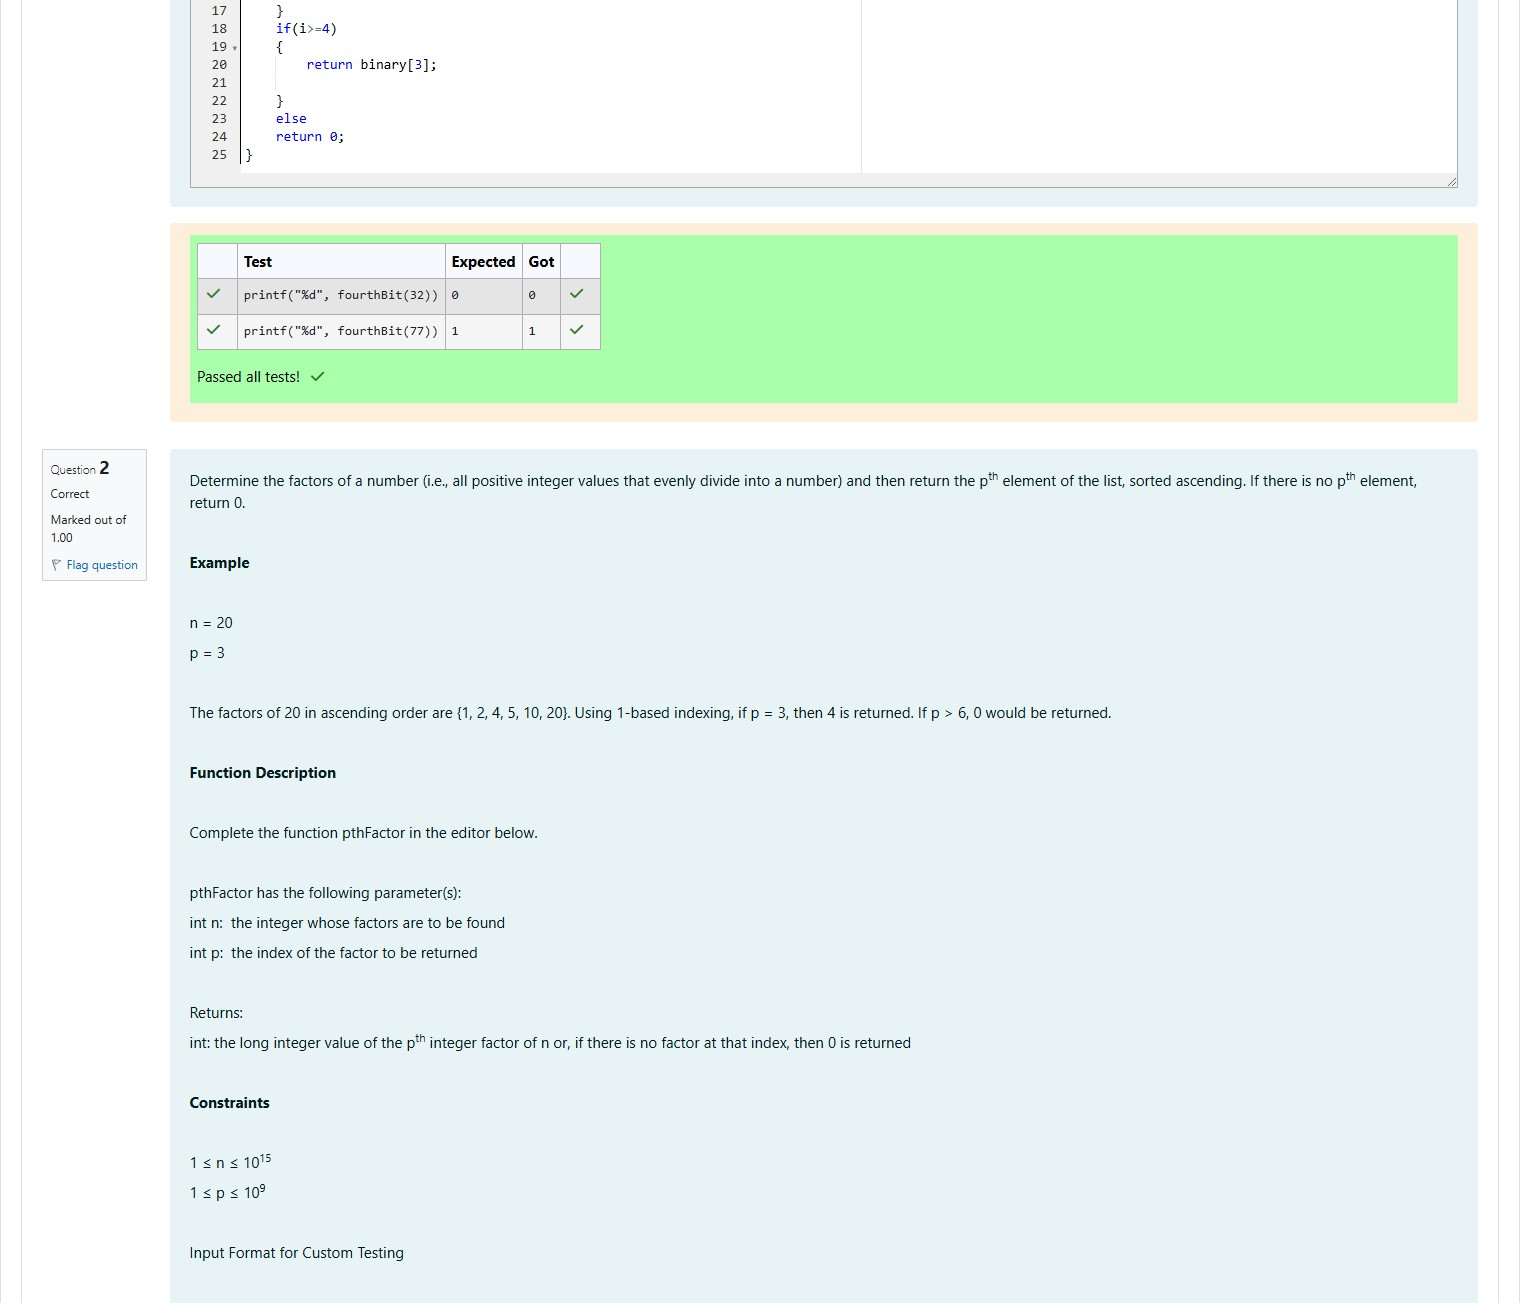 17 }
18 if(i>=4)
19 {
20 return binary[3];
21
22 }
23 else
24 return 0;
25 }
Test Expected Got
printf("%d", fourthBit(32)) 0 0
printf("%d", fourthBit(77)) 1 1
Passed all tests!
Question 2
Correct
Marked out of
1.00
Flag question
Determine the factors of a number (i.e., all positive integer values that evenly divide into a number) and then return the pth element of the list, sorted ascending. If there is no pth element,
return 0.
Example
n = 20
p = 3
The factors of 20 in ascending order are {1, 2, 4, 5, 10, 20}. Using 1-based indexing, if p = 3, then 4 is returned. If p > 6, 0 would be returned.
Function Description
Complete the function pthFactor in the editor below.
pthFactor has the following parameter(s):
int n:  the integer whose factors are to be found
int p:  the index of the factor to be returned
Returns:
int: the long integer value of the pth integer factor of n or, if there is no factor at that index, then 0 is returned
Constraints
1 ≤ n ≤ 10¹⁵
1 ≤ p ≤ 10⁹
Input Format for Custom Testing